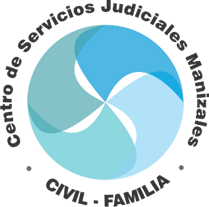 Centro de Servicios Judiciales Manizales
CIVIL - FAMILIA